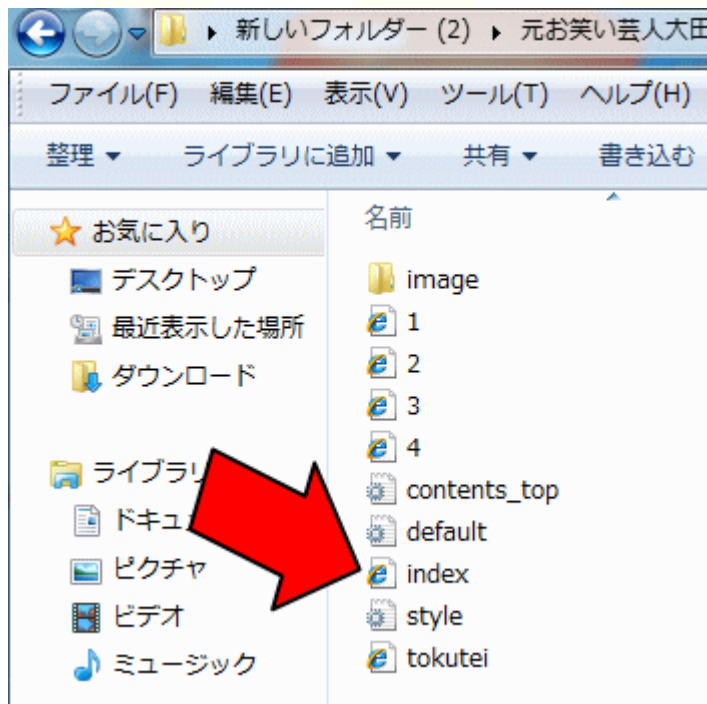 新しいフォルダー (2) 元お笑い芸人大田
ファイル(F) 編集(E) 表示(V) ツール(T) ヘルプ(H)
整理 ライブラリに追加 共有 書き込む
お気に入り
デスクトップ
最近表示した場所
ダウンロード
ライブラリ
ドキュ
ピクチャ
ビデオ
ミュージック
名前
image
1
2
3
4
contents_top
default
index
style
tokutei